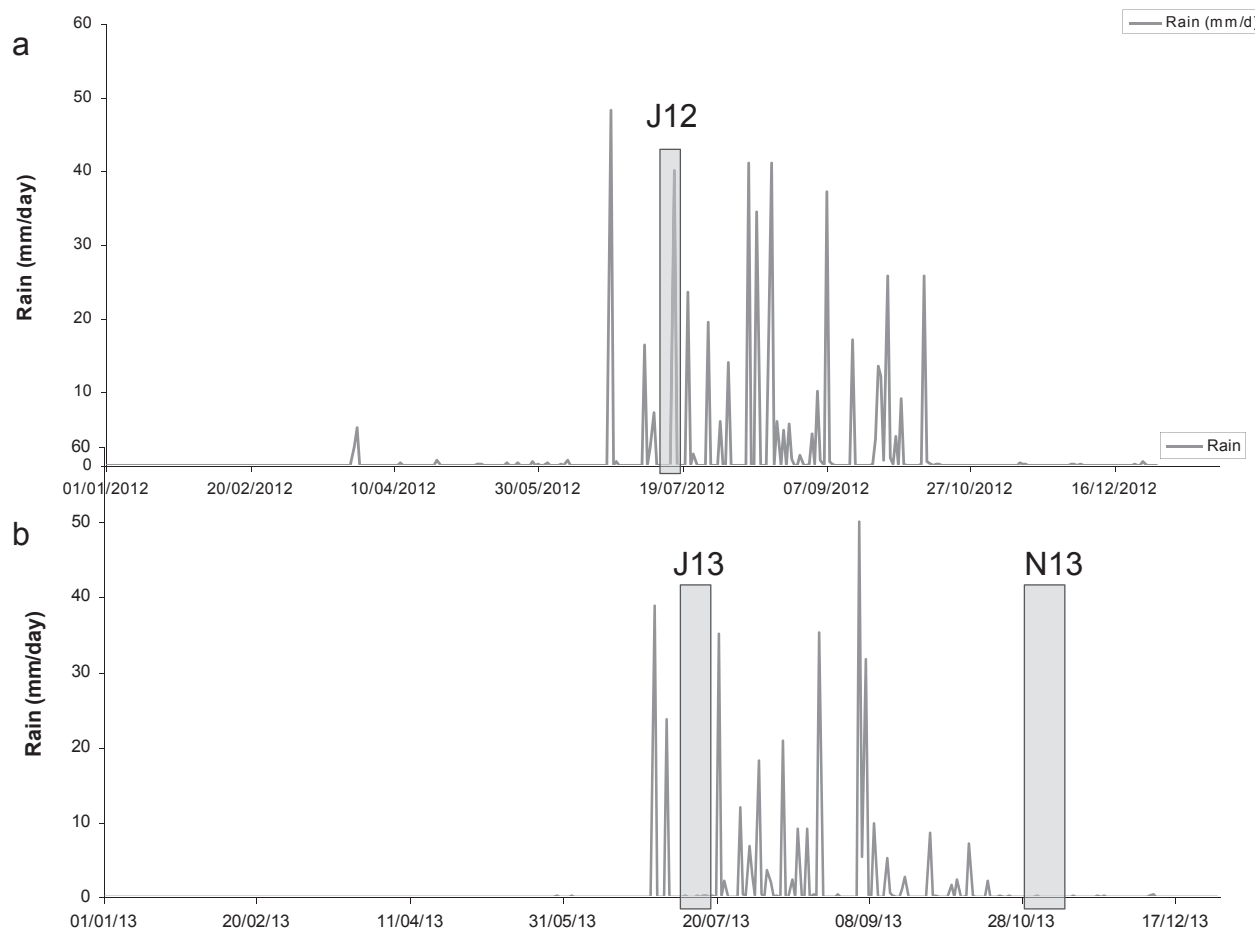 a
Rain (mm/d)
60
50
J12
40
30
20
10
0
Rain (mm/day)
01/01/2012 20/02/2012 10/04/2012 30/05/2012 19/07/2012 07/09/2012 27/10/2012 16/12/2012
b
Rain
60
50
J13 N13
40
30
20
10
0
Rain (mm/day)
01/01/13 20/02/13 11/04/13 31/05/13 20/07/13 08/09/13 28/10/13 17/12/13